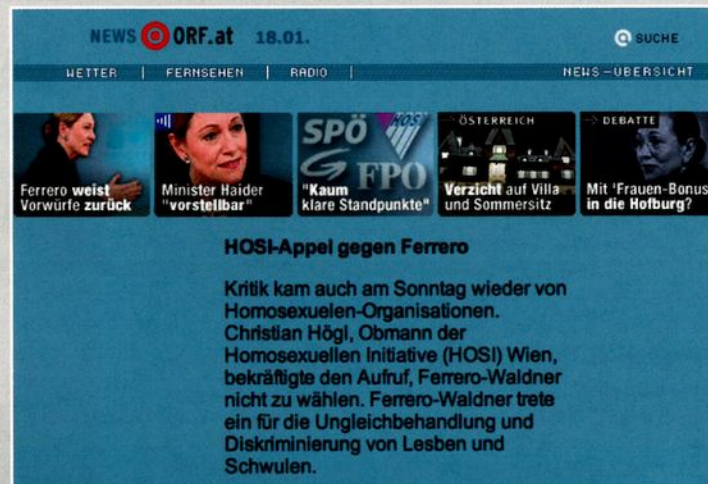 NEWS ORF.at 18.01.
SUCHE
WETTER | FERNSEHEN | RADIO |
NEWS-ÜBERSICHT
Ferrero weist
Vorwürfe zurück
Minister Haider
"vorstellbar"
SPÖ HOSI
FPO
"Kaum
klare Standpunkte"
ÖSTERREICH
Verzicht auf Villa
und Sommersitz
DEBATTE
Mit 'Frauen-Bonus
in die Hofburg?
HOSI-Appel gegen Ferrero
Kritik kam auch am Sonntag wieder von
Homosexuelen-Organisationen.
Christian Högl, Obmann der
Homosexuellen Initiative (HOSI) Wien,
bekräftigte den Aufruf, Ferrero-Waldner
nicht zu wählen. Ferrero-Waldner trete
ein für die Ungleichbehandlung und
Diskriminierung von Lesben und
Schwulen.